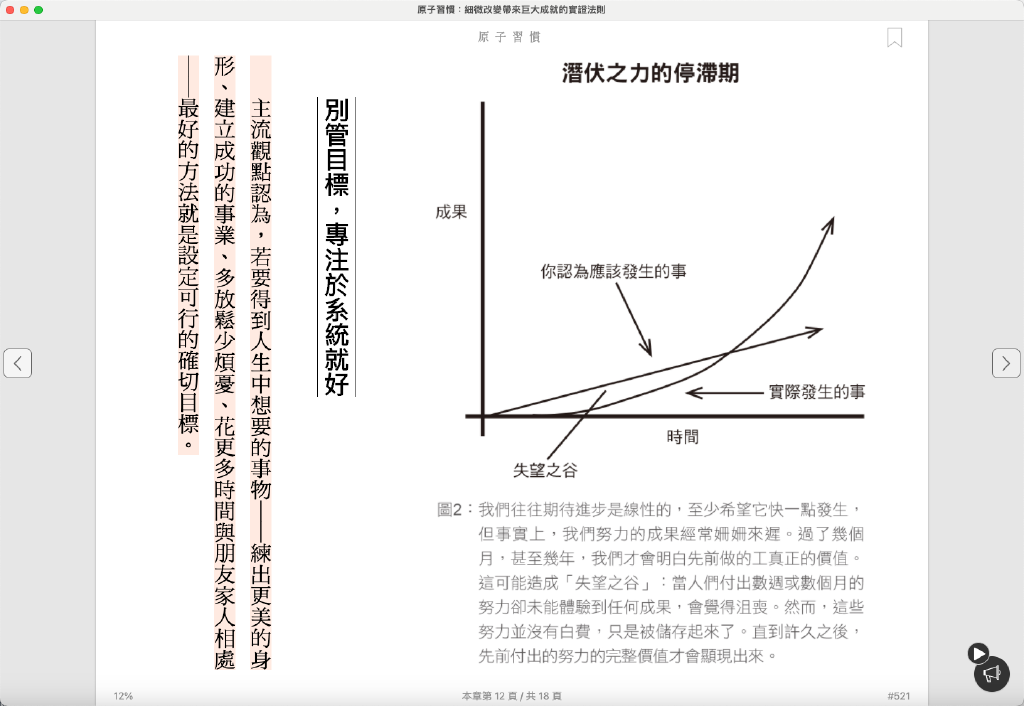 原子習慣：細微改變帶來巨大成就的實證法則
原子習慣
潛伏之力的停滯期
成果
你認為應該發生的事
實際發生的事
時間
失望之谷
圖2：我們往往期待進步是線性的，至少希望它快一點發生，
但事實上，我們努力的成果經常姍姍來遲。過了幾個
月，甚至幾年，我們才會明白先前做的工真正的價值。
這可能造成「失望之谷」：當人們付出數週或數個月的
努力卻未能體驗到任何成果，會覺得沮喪。然而，這些
努力並沒有白費，只是被儲存起來了。直到許久之後，
先前付出的努力的完整價值才會顯現出來。
別管目標，專注於系統就好
主流觀點認為，若要得到人生中想要的事物——練出更美的身
形、建立成功的事業、多放鬆少煩憂、花更多時間與朋友家人相處
——最好的方法就是設定可行的確切目標。
12%
本章第 12 頁 / 共 18 頁
#521